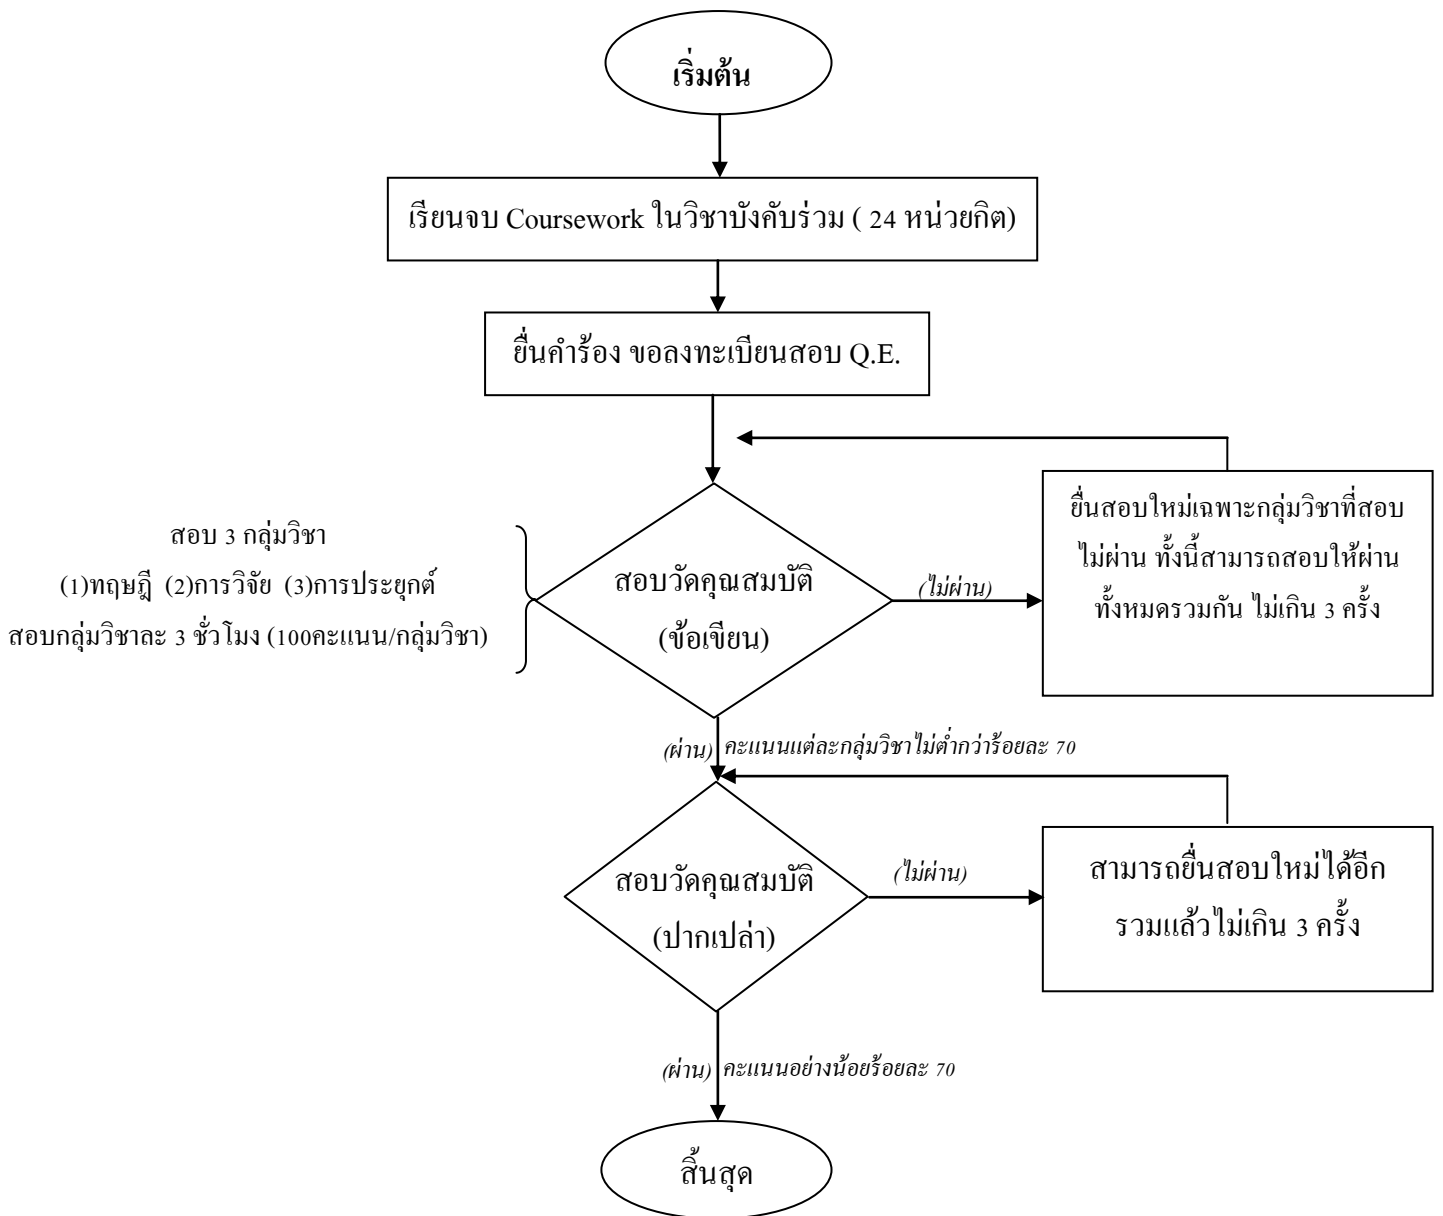 เริ่มต้น
เรียนจบ Coursework ในวิชาบังคับร่วม ( 24 หน่วยกิต)
ยื่นคำร้อง ขอลงทะเบียนสอบ Q.E.
สอบ 3 กลุ่มวิชา
(1)ทฤษฎี (2)การวิจัย (3)การประยุกต์
สอบกลุ่มวิชาละ 3 ชั่วโมง (100คะแนน/กลุ่มวิชา)
สอบวัดคุณสมบัติ
(ข้อเขียน)
(ไม่ผ่าน)
ยื่นสอบใหม่เฉพาะกลุ่มวิชาที่สอบ
ไม่ผ่าน ทั้งนี้สามารถสอบให้ผ่าน
ทั้งหมดรวมกัน ไม่เกิน 3 ครั้ง
(ผ่าน) คะแนนแต่ละกลุ่มวิชาไม่ต่ำกว่าร้อยละ 70
สอบวัดคุณสมบัติ
(ปากเปล่า)
(ไม่ผ่าน)
สามารถยื่นสอบใหม่ได้อีก
รวมแล้วไม่เกิน 3 ครั้ง
(ผ่าน) คะแนนอย่างน้อยร้อยละ 70
สิ้นสุด